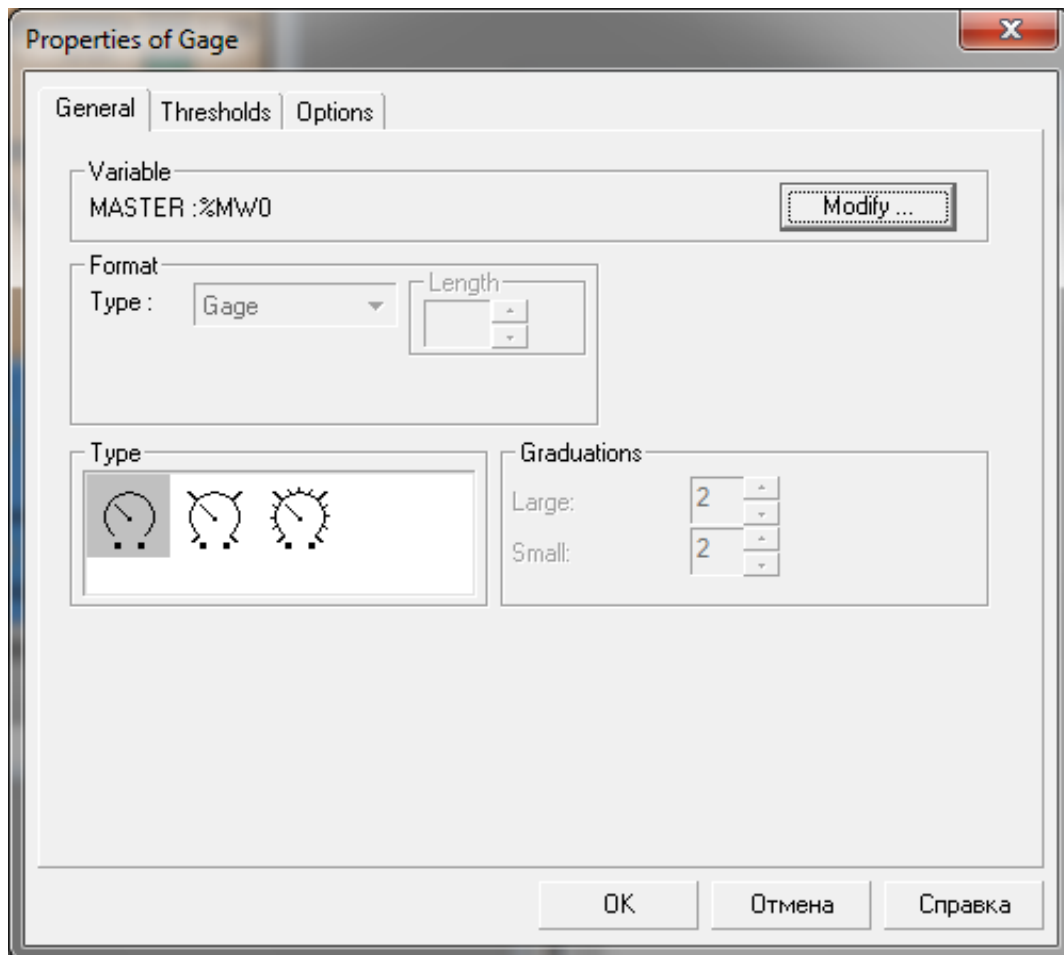 Properties of Gage
General Thresholds Options
Variable
MASTER :%MW0 Modify ...
Format
Type : Gage Length
Type
Graduations
Large: 2
Small: 2
OK Отмена Справка